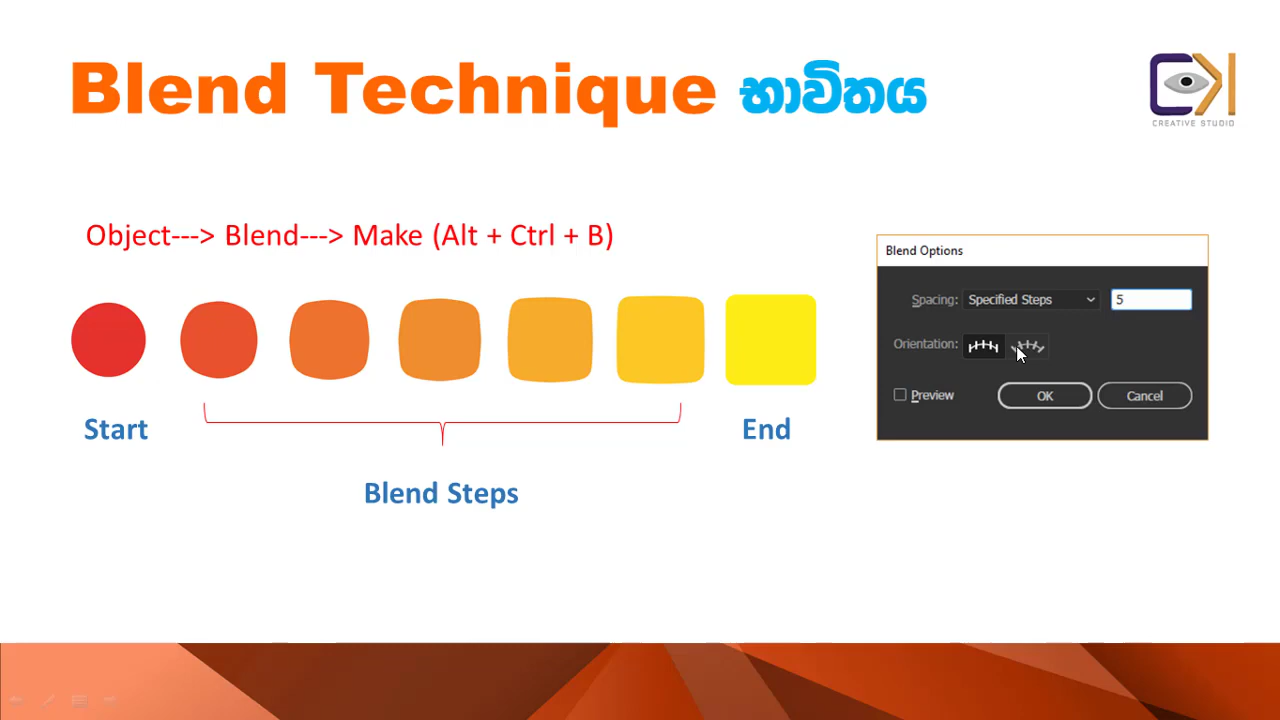 Blend Technique භාවිතය
CK
CREATIVE STUDIO
Object---> Blend---> Make (Alt + Ctrl + B)
Start
End
Blend Steps
Blend Options
Spacing: Specified Steps 5
Orientation:
Preview OK Cancel